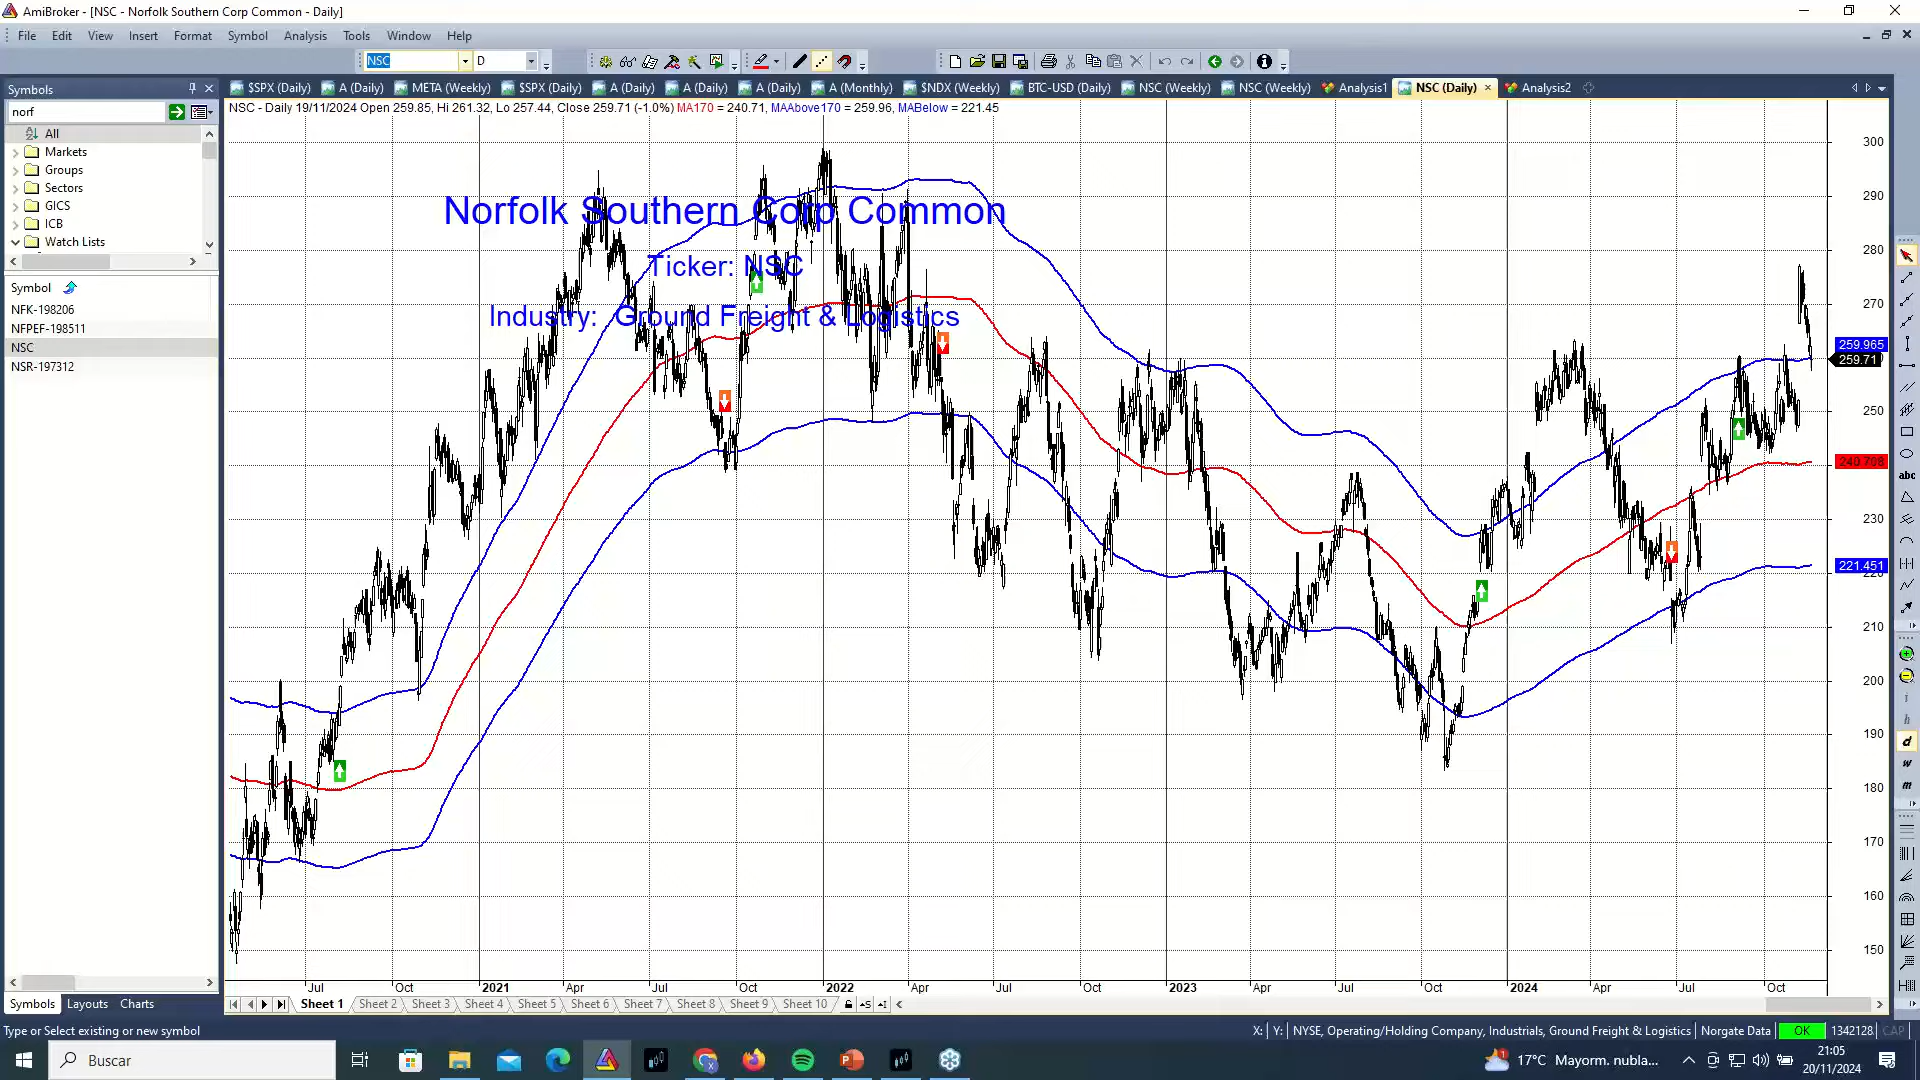 AmiBroker - [NSC - Norfolk Southern Corp Common - Daily]
File Edit View Insert Format Symbol Analysis Tools Window Help
NSC D
Symbols
$SPX (Daily) A (Daily) META (Weekly) $SPX (Daily) A (Daily) A (Daily) A (Daily) A (Monthly) $NDX (Weekly) BTC-USD (Daily) NSC (Weekly) NSC (Weekly) Analysis1 NSC (Daily) Analysis2
norf
NSC - Daily 19/11/2024 Open 259.85, Hi 261.32, Lo 257.44, Close 259.71 (-1.0%) MA170 = 240.71, MAAbove170 = 259.96, MABelow = 221.45
All
Markets
Groups
Sectors
GICS
ICB
Watch Lists
Symbol
NFK-198206
NFPEF-198511
NSC
NSR-197312
Norfolk Southern Corp Common
Ticker: NSC
Industry: Ground Freight & Logistics
300
290
280
270
259.965
259.71
250
240.708
230
221.451
220
210
200
190
180
170
160
150
abc
i
h
d
w
m
Jul Oct 2021 Apr Jul Oct 2022 Apr Jul Oct 2023 Apr Jul Oct 2024 Apr Jul Oct
Symbols Layouts Charts
Sheet 1 Sheet 2 Sheet 3 Sheet 4 Sheet 5 Sheet 6 Sheet 7 Sheet 8 Sheet 9 Sheet 10
Type or Select existing or new symbol
X: Y: NYSE, Operating/Holding Company, Industrials, Ground Freight & Logistics Norgate Data OK 1342128 CAP
Buscar
17°C Mayorm. nubla...
21:05
20/11/2024